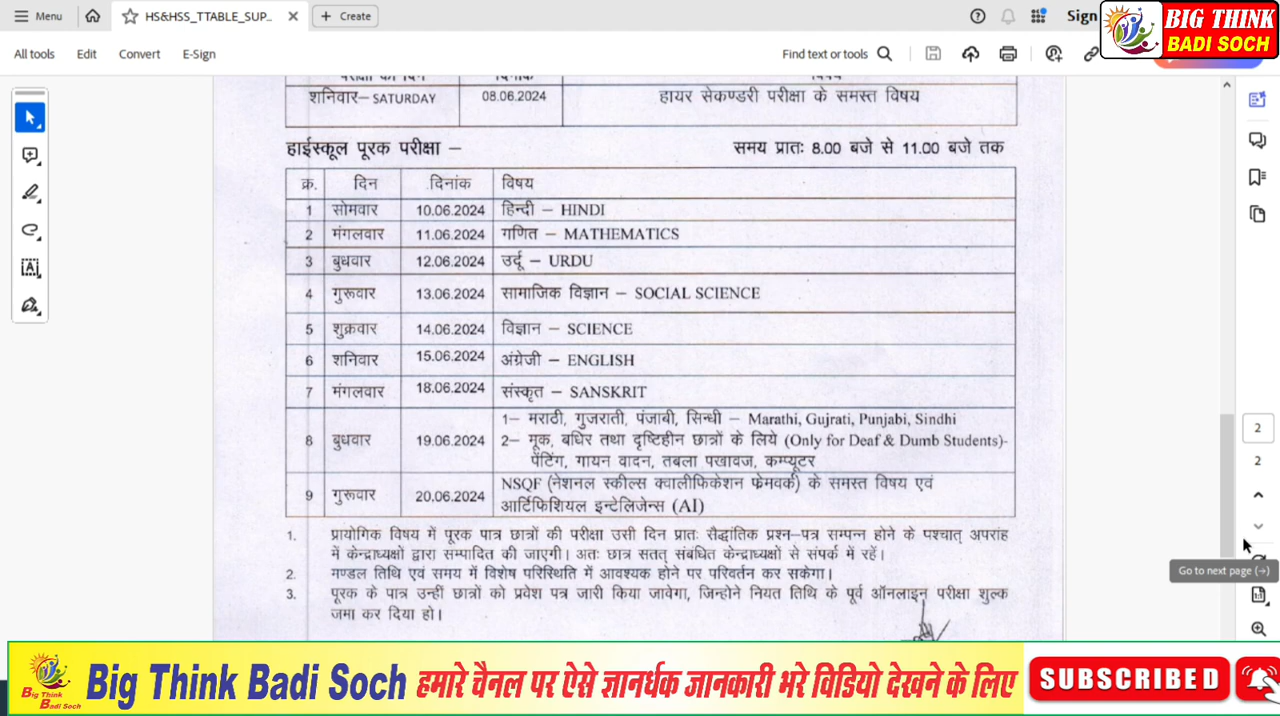 Menu
HS&HSS_TTABLE_SUP...
Create
Sign
BIG THINK
BADI SOCH
All tools Edit Convert E-Sign
Find text or tools
परीक्षा का दिन दिनांक विषय
शनिवार– SATURDAY 08.06.2024 हायर सेकण्डरी परीक्षा के समस्त विषय
हाईस्कूल पूरक परीक्षा – समय प्रातः 8.00 बजे से 11.00 बजे तक
क्र. दिन दिनांक विषय
1 सोमवार 10.06.2024 हिन्दी – HINDI
2 मंगलवार 11.06.2024 गणित – MATHEMATICS
3 बुधवार 12.06.2024 उर्दू – URDU
4 गुरूवार 13.06.2024 सामाजिक विज्ञान – SOCIAL SCIENCE
5 शुक्रवार 14.06.2024 विज्ञान – SCIENCE
6 शनिवार 15.06.2024 अंग्रेजी – ENGLISH
7 मंगलवार 18.06.2024 संस्कृत – SANSKRIT
8 बुधवार 19.06.2024 1– मराठी, गुजराती, पंजाबी, सिन्धी – Marathi, Gujrati, Punjabi, Sindhi
2– मूक, बधिर तथा दृष्टिहीन छात्रों के लिये (Only for Deaf & Dumb Students)-
पेंटिंग, गायन वादन, तबला पखावज, कम्प्यूटर
9 गुरूवार 20.06.2024 NSQF (नेशनल स्कील्स क्वालीफिकेशन फ्रेमवर्क) के समस्त विषय एवं
आर्टिफिशियल इन्टेलिजेन्स (AI)
1. प्रायोगिक विषय में पूरक पात्र छात्रों की परीक्षा उसी दिन प्रातः सैद्धांतिक प्रश्न–पत्र सम्पन्न होने के पश्चात् अपरांह
में केन्द्राध्यक्षों द्वारा सम्पादित की जाएगी। अतः छात्र सतत् संबंधित केन्द्राध्यक्षों से संपर्क में रहें।
2. मण्डल तिथि एवं समय में विशेष परिस्थिति में आवश्यक होने पर परिवर्तन कर सकेगा।
3. पूरक के पात्र उन्हीं छात्रों को प्रवेश पत्र जारी किया जावेगा, जिन्होने नियत तिथि के पूर्व ऑनलाइन परीक्षा शुल्क
जमा कर दिया हो।
2
2
Go to next page (→)
Big Think
Badi Soch
Big Think Badi Soch हमारे चैनल पर ऐसे ज्ञानर्धक जानकारी भरे विडियो देखने के लिए SUBSCRIBED